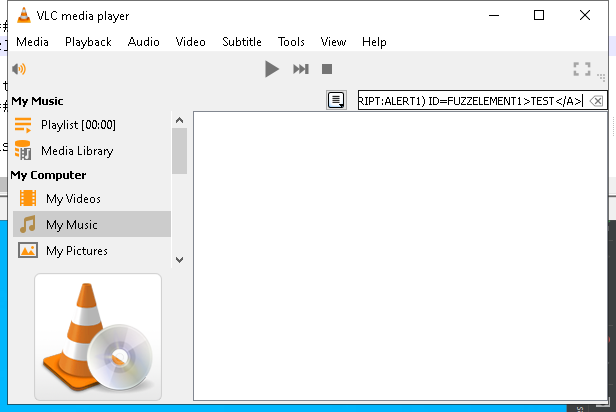 VLC media player
Media Playback Audio Video Subtitle Tools View Help
My Music
RIPT:ALERT1) ID=FUZZELEMENT1>TEST</A>
Playlist [00:00]
Media Library
My Computer
My Videos
My Music
My Pictures